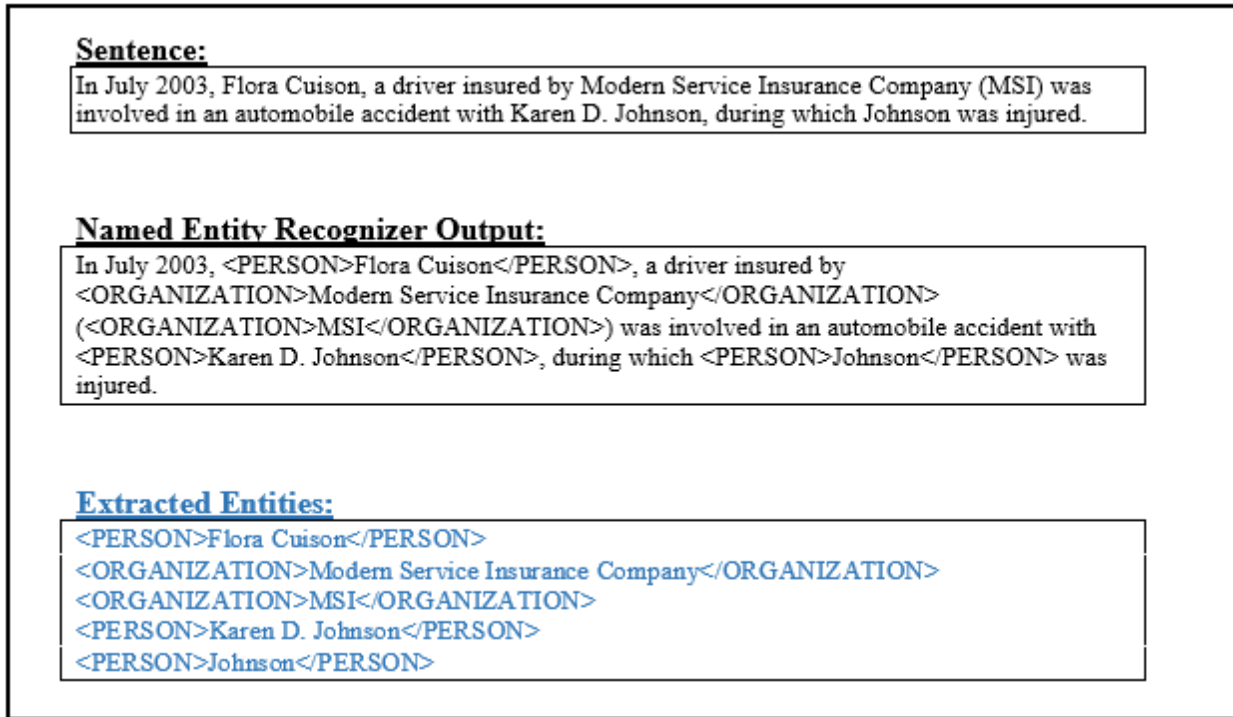 Sentence:
In July 2003, Flora Cuison, a driver insured by Modern Service Insurance Company (MSI) was
involved in an automobile accident with Karen D. Johnson, during which Johnson was injured.
Named Entity Recognizer Output:
In July 2003, <PERSON>Flora Cuison</PERSON>, a driver insured by
<ORGANIZATION>Modern Service Insurance Company</ORGANIZATION>
(<ORGANIZATION>MSI</ORGANIZATION>) was involved in an automobile accident with
<PERSON>Karen D. Johnson</PERSON>, during which <PERSON>Johnson</PERSON> was
injured.
Extracted Entities:
<PERSON>Flora Cuison</PERSON>
<ORGANIZATION>Modern Service Insurance Company</ORGANIZATION>
<ORGANIZATION>MSI</ORGANIZATION>
<PERSON>Karen D. Johnson</PERSON>
<PERSON>Johnson</PERSON>